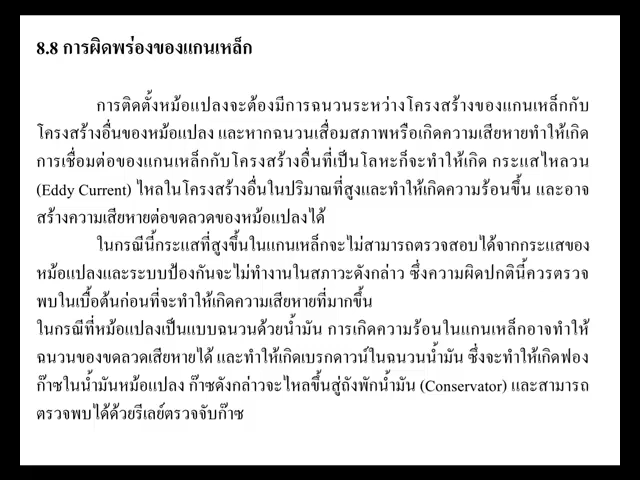 8.8 การผิดพร่องของแกนเหล็ก
การติดตั้งหม้อแปลงจะต้องมีการฉนวนระหว่างโครงสร้างของแกนเหล็กกับ
โครงสร้างอื่นของหม้อแปลง และหากฉนวนเสื่อมสภาพหรือเกิดความเสียหายทำให้เกิด
การเชื่อมต่อของแกนเหล็กกับโครงสร้างอื่นที่เป็นโลหะก็จะทำให้เกิด กระแสไหลวน
(Eddy Current) ไหลในโครงสร้างอื่นในปริมาณที่สูงและทำให้เกิดความร้อนขึ้น และอาจ
สร้างความเสียหายต่อขดลวดของหม้อแปลงได้
ในกรณีนี้กระแสที่สูงขึ้นในแกนเหล็กจะไม่สามารถตรวจสอบได้จากกระแสของ
หม้อแปลงและระบบป้องกันจะไม่ทำงานในสภาวะดังกล่าว ซึ่งความผิดปกตินี้ควรตรวจ
พบในเบื้อต้นก่อนที่จะทำให้เกิดความเสียหายที่มากขึ้น
ในกรณีที่หม้อแปลงเป็นแบบฉนวนด้วยน้ำมัน การเกิดความร้อนในแกนเหล็กอาจทำให้
ฉนวนของขดลวดเสียหายได้ และทำให้เกิดเบรกดาวน์ในฉนวนน้ำมัน ซึ่งจะทำให้เกิดฟอง
ก๊าซในน้ำมันหม้อแปลง ก๊าซดังกล่าวจะไหลขึ้นสู่ถังพักน้ำมัน (Conservator) และสามารถ
ตรวจพบได้ด้วยรีเลย์ตรวจจับก๊าซ